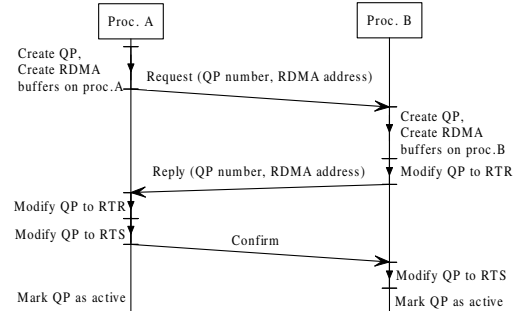 Proc. A
Proc. B
Create QP,
Create RDMA
buffers on proc.A
Request (QP number, RDMA address)
Create QP,
Create RDMA
buffers on proc.B
Reply (QP number, RDMA address)
Modify QP to RTR
Modify QP to RTR
Modify QP to RTS
Confirm
Modify QP to RTS
Mark QP as active
Mark QP as active